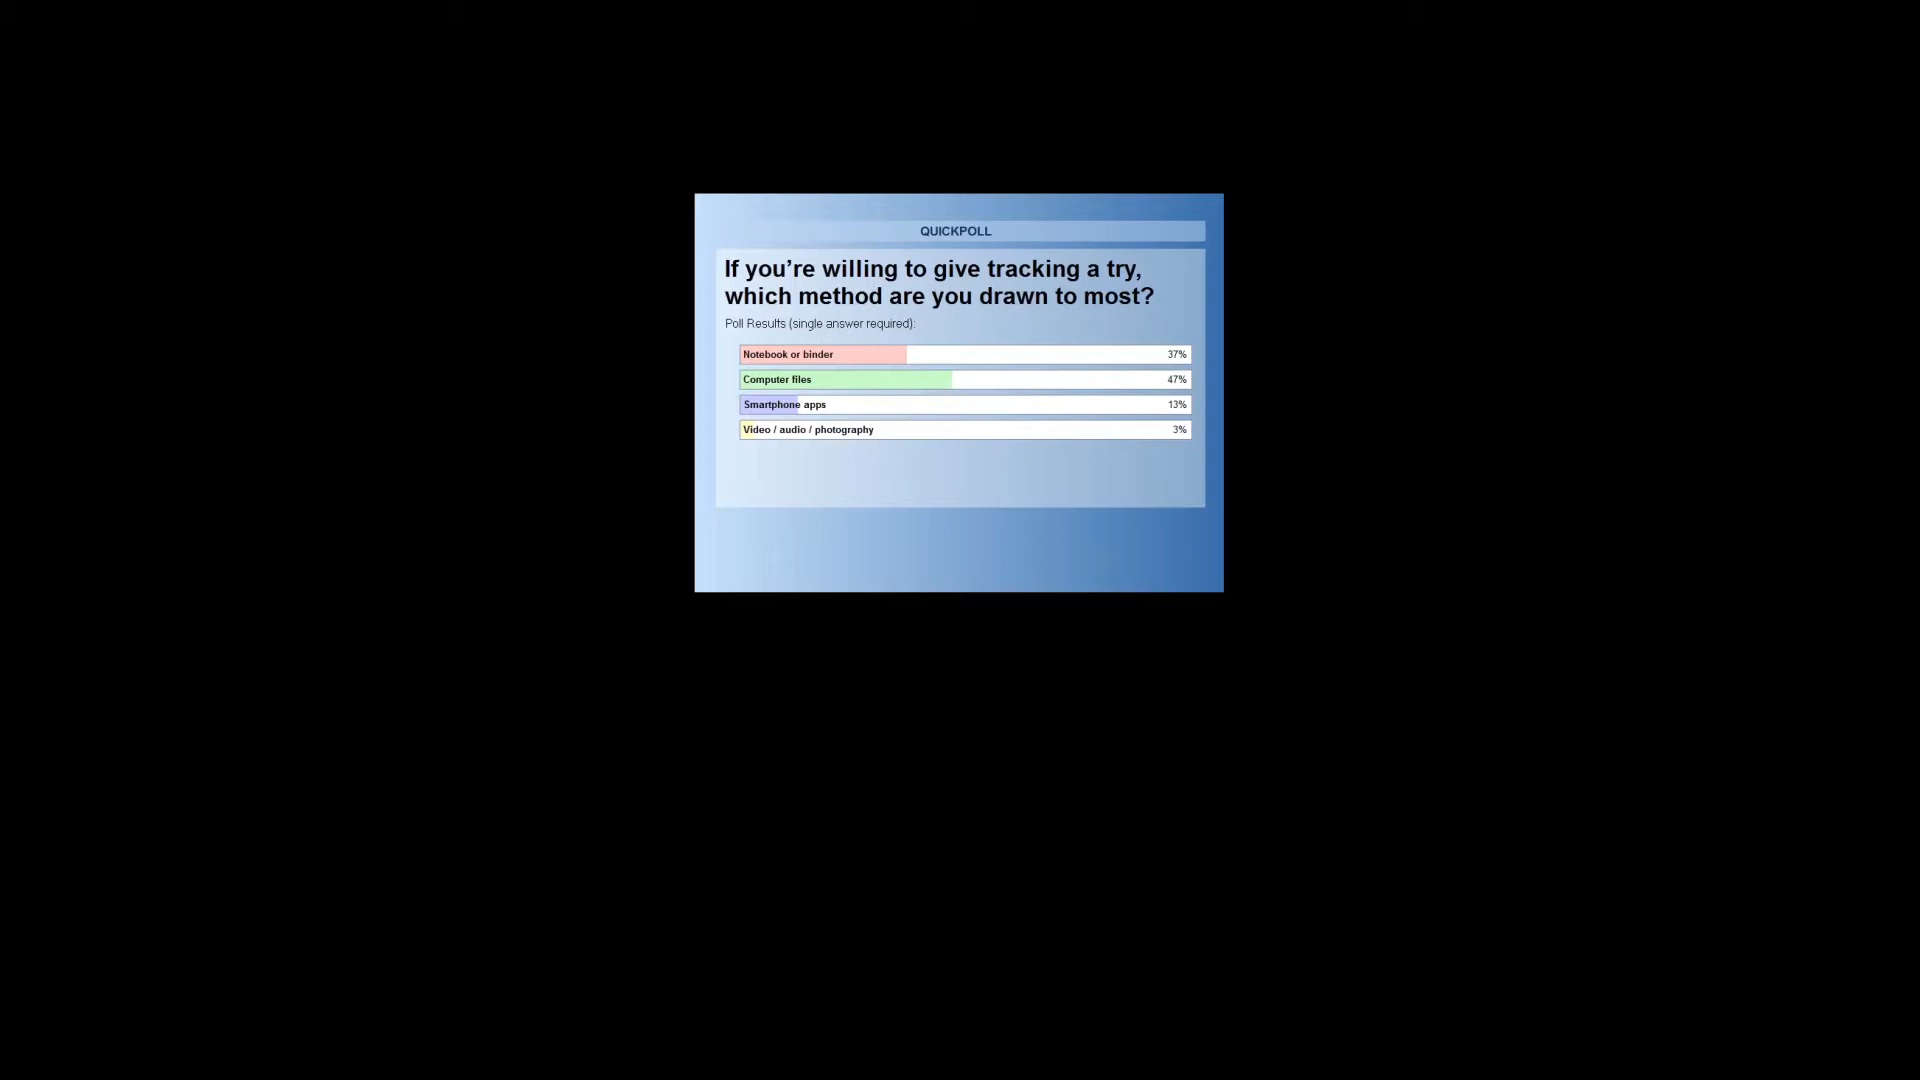 QUICKPOLL
If you’re willing to give tracking a try,
which method are you drawn to most?
Poll Results (single answer required):
Notebook or binder 37%
Computer files 47%
Smartphone apps 13%
Video / audio / photography 3%